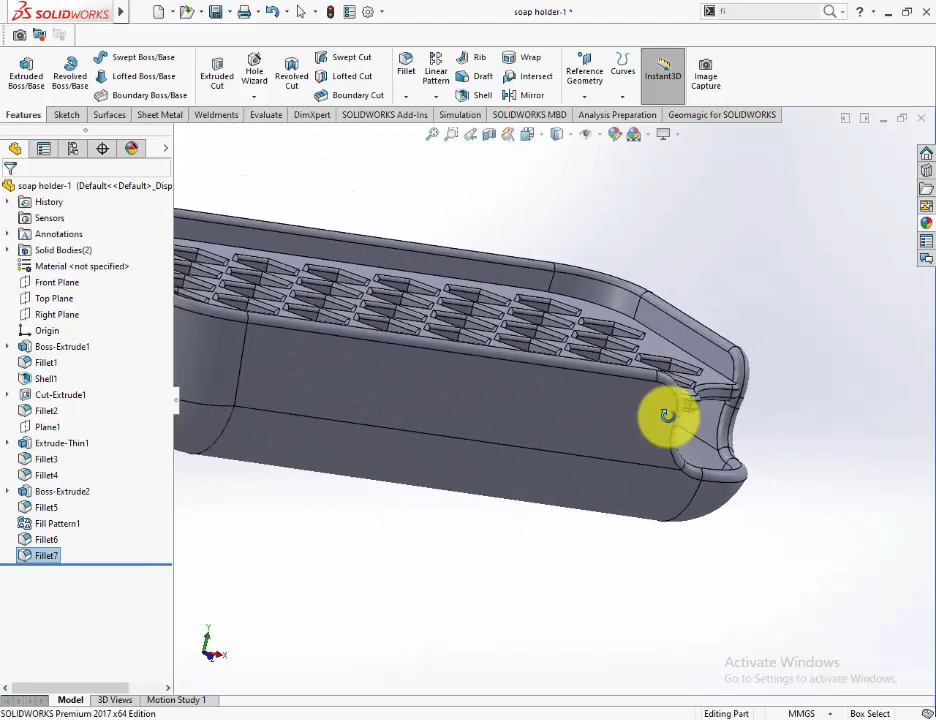 SOLIDWORKS
soap holder-1 *
fi
Extruded Boss/Base
Revolved Boss/Base
Swept Boss/Base
Lofted Boss/Base
Boundary Boss/Base
Extruded Cut
Hole Wizard
Revolved Cut
Swept Cut
Lofted Cut
Boundary Cut
Fillet
Linear Pattern
Rib
Draft
Shell
Wrap
Intersect
Mirror
Reference Geometry
Curves
Instant3D
Image Capture
Features Sketch Surfaces Sheet Metal Weldments Evaluate DimXpert SOLIDWORKS Add-Ins Simulation SOLIDWORKS MBD Analysis Preparation Geomagic for SOLIDWORKS
soap holder-1 (Default<<Default>_Disp
History
Sensors
Annotations
Solid Bodies(2)
Material <not specified>
Front Plane
Top Plane
Right Plane
Origin
Boss-Extrude1
Fillet1
Shell1
Cut-Extrude1
Fillet2
Plane1
Extrude-Thin1
Fillet3
Fillet4
Boss-Extrude2
Fillet5
Fill Pattern1
Fillet6
Fillet7
Y
X
Z
Activate Windows
Go to Settings to activate Windows.
Model 3D Views Motion Study 1
SOLIDWORKS Premium 2017 x64 Edition
Editing Part MMGS Box Select